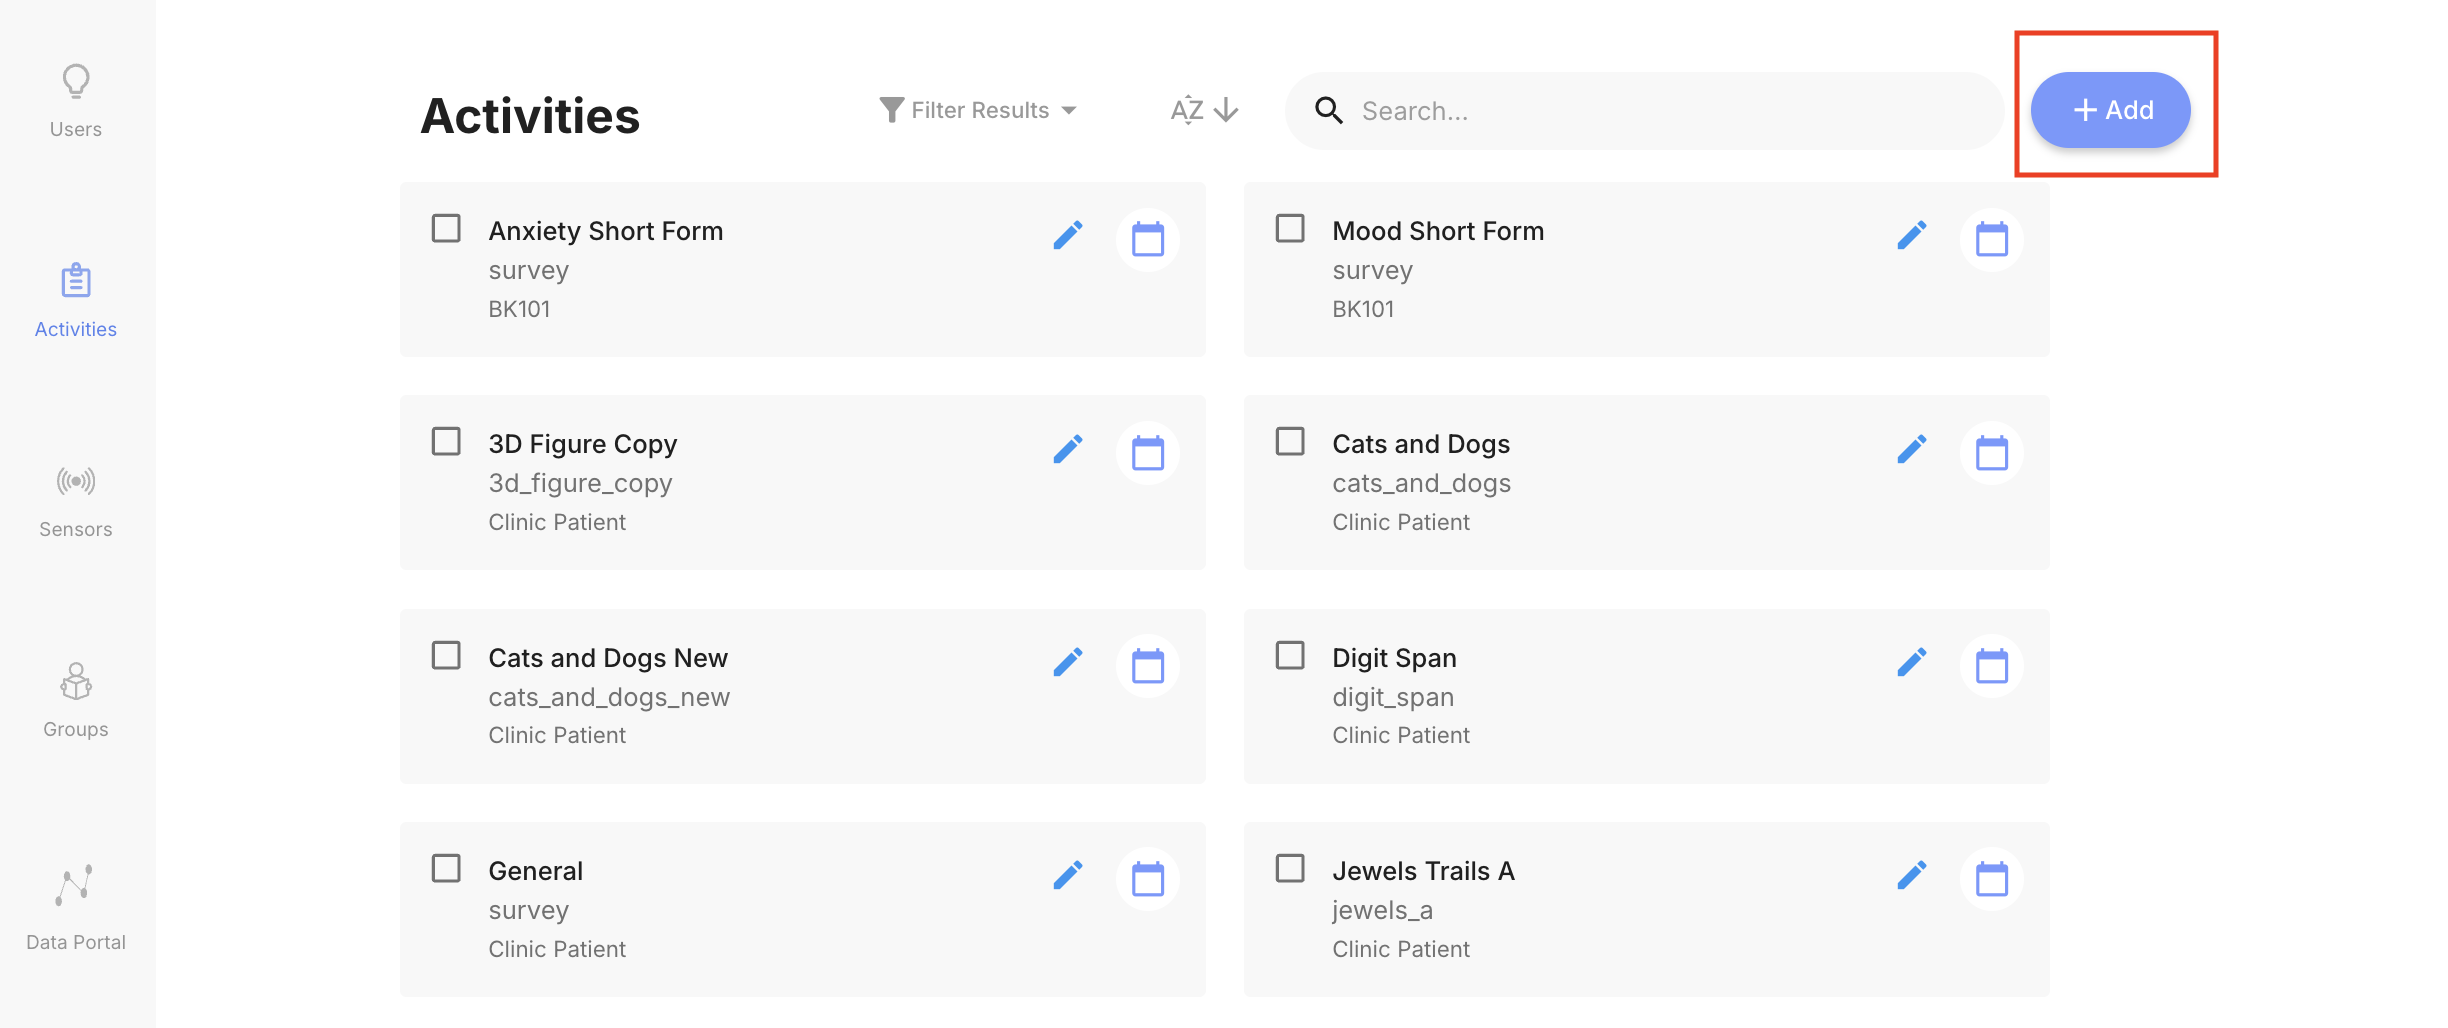 Users
Activities
Sensors
Groups
Data Portal
Activities
Filter Results
AZ
Search...
+ Add
Anxiety Short Form
survey
BK101
Mood Short Form
survey
BK101
3D Figure Copy
3d_figure_copy
Clinic Patient
Cats and Dogs
cats_and_dogs
Clinic Patient
Cats and Dogs New
cats_and_dogs_new
Clinic Patient
Digit Span
digit_span
Clinic Patient
General
survey
Clinic Patient
Jewels Trails A
jewels_a
Clinic Patient